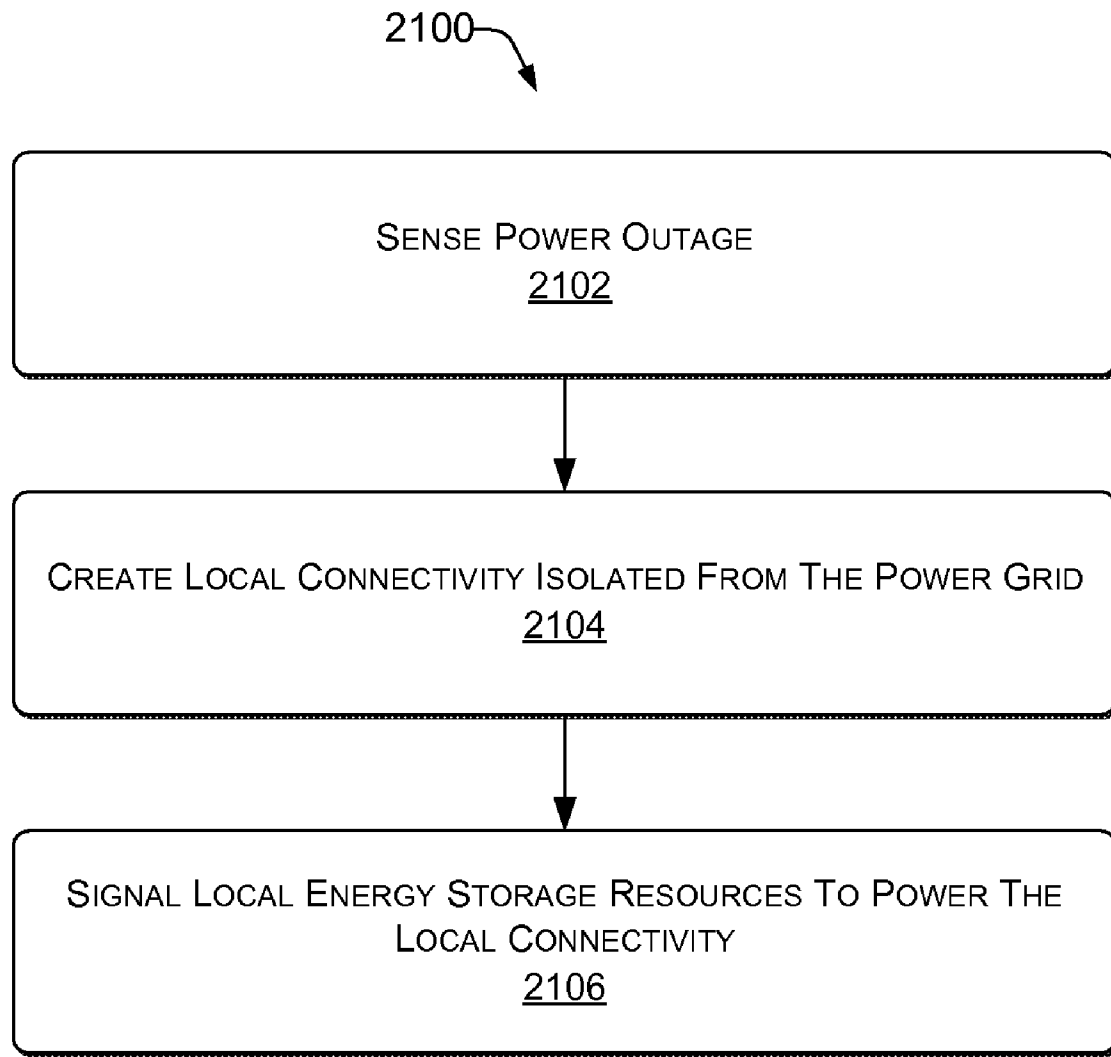 2100
SENSE POWER OUTAGE
2102
CREATE LOCAL CONNECTIVITY ISOLATED FROM THE POWER GRID
2104
SIGNAL LOCAL ENERGY STORAGE RESOURCES TO POWER THE
LOCAL CONNECTIVITY
2106